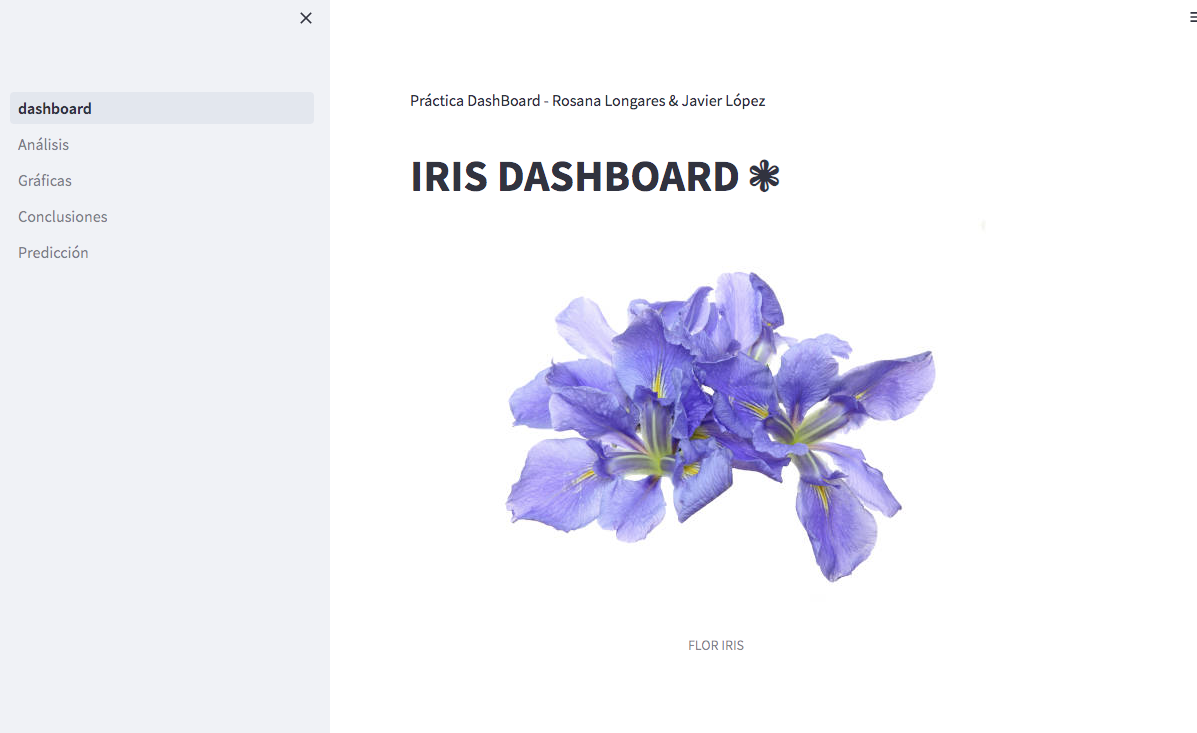 dashboard
Análisis
Gráficas
Conclusiones
Predicción
Práctica DashBoard - Rosana Longares & Javier López
IRIS DASHBOARD ❃
FLOR IRIS